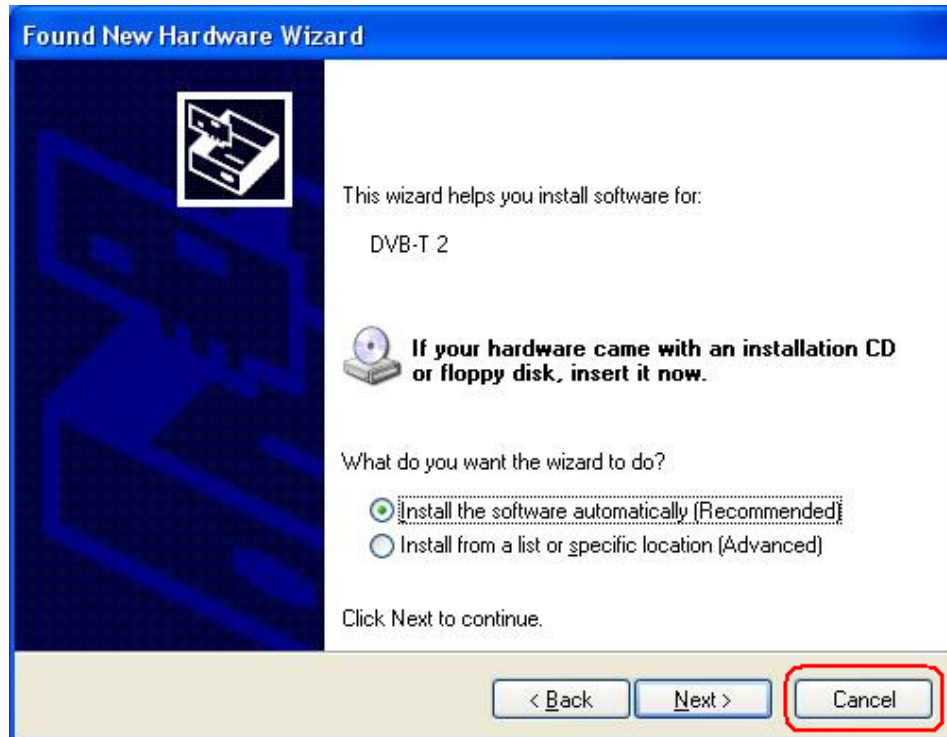 Found New Hardware Wizard
This wizard helps you install software for:
DVB-T 2
If your hardware came with an installation CD
or floppy disk, insert it now.
What do you want the wizard to do?
Install the software automatically (Recommended)
Install from a list or specific location (Advanced)
Click Next to continue.
< Back Next > Cancel